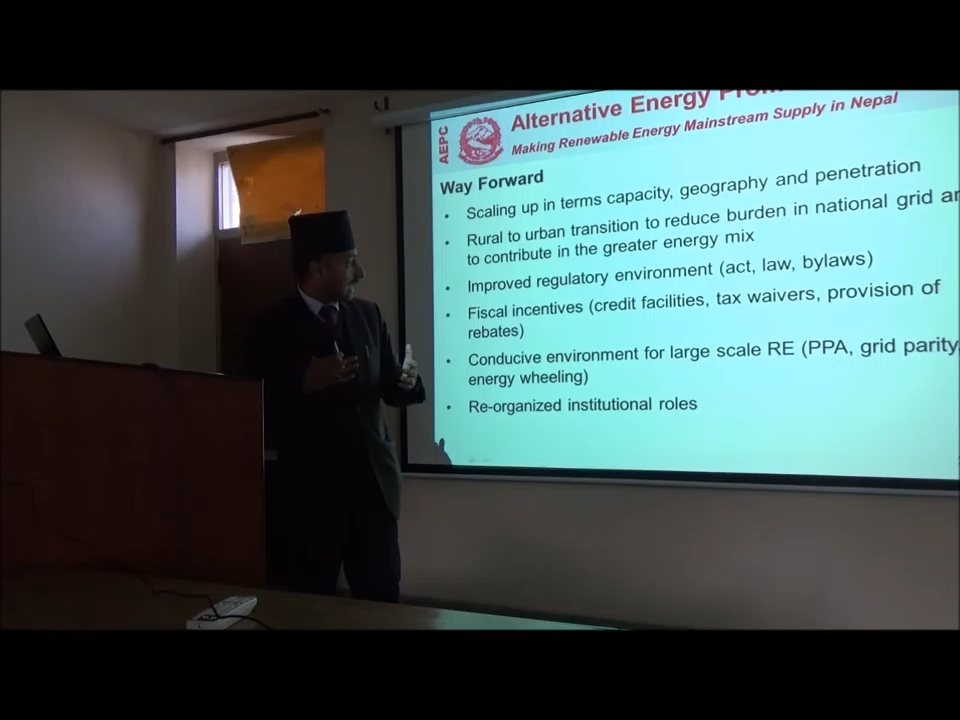 AEPC
Alternative Energy
Making Renewable Energy Mainstream Supply in Nepal
Way Forward
• Scaling up in terms capacity, geography and penetration
• Rural to urban transition to reduce burden in national grid
to contribute in the greater energy mix
• Improved regulatory environment (act, law, bylaws)
• Fiscal incentives (credit facilities, tax waivers, provision of
rebates)
• Conducive environment for large scale RE (PPA, grid parity,
energy wheeling)
• Re-organized institutional roles